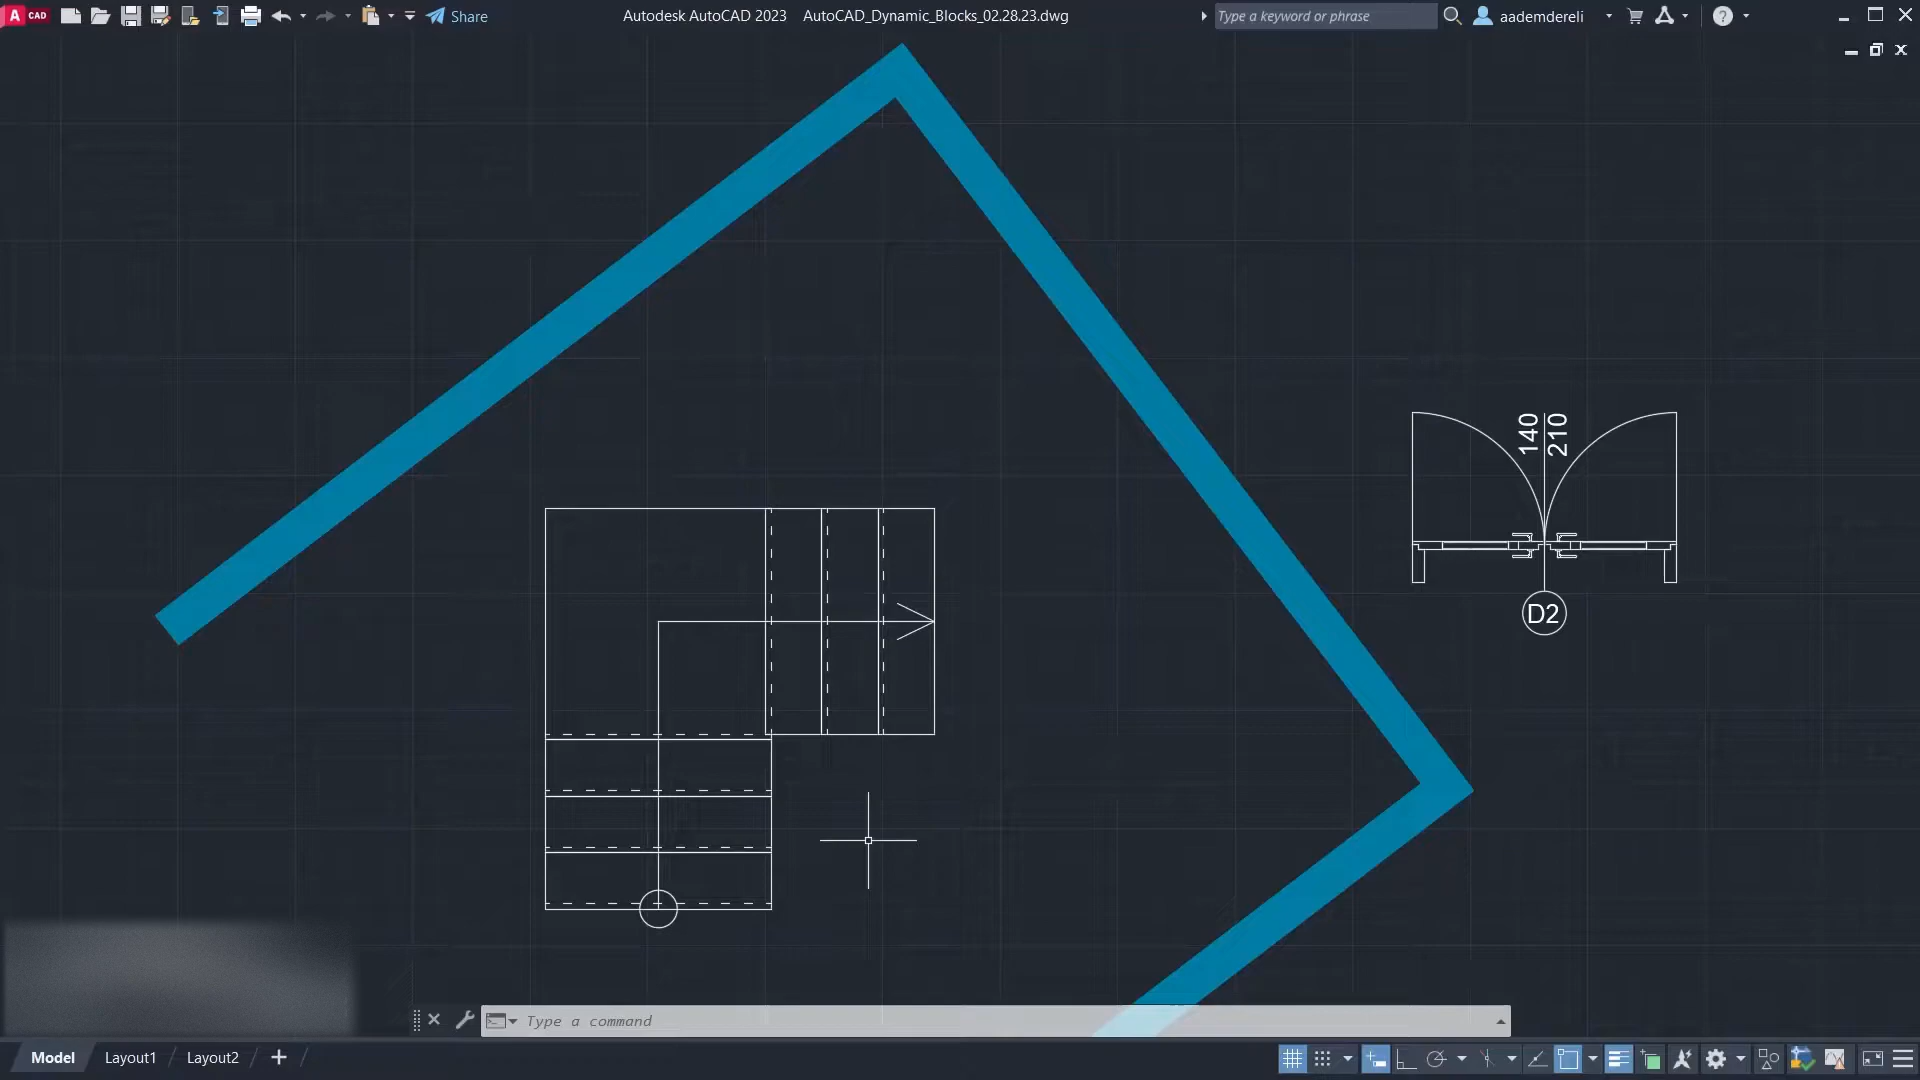 A CAD
Share
Autodesk AutoCAD 2023 AutoCAD_Dynamic_Blocks_02.28.23.dwg
Type a keyword or phrase
aademdereli
?
140
210
D2
Type a command
Model
Layout1
Layout2